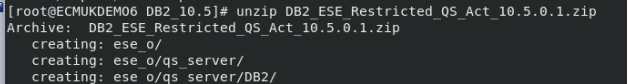 [root@ECMUKDEMO6 DB2_10.5]# unzip DB2_ESE_Restricted_QS_Act_10.5.0.1.zip
Archive:  DB2_ESE_Restricted_QS_Act_10.5.0.1.zip
   creating: ese_o/
   creating: ese_o/qs_server/
   creating: ese_o/qs_server/DB2/